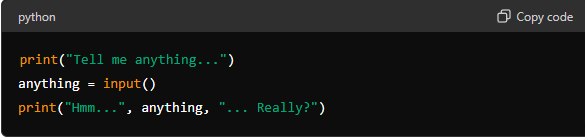 python
Copy code
print("Tell me anything...")
anything = input()
print("Hmm...", anything, "... Really?")